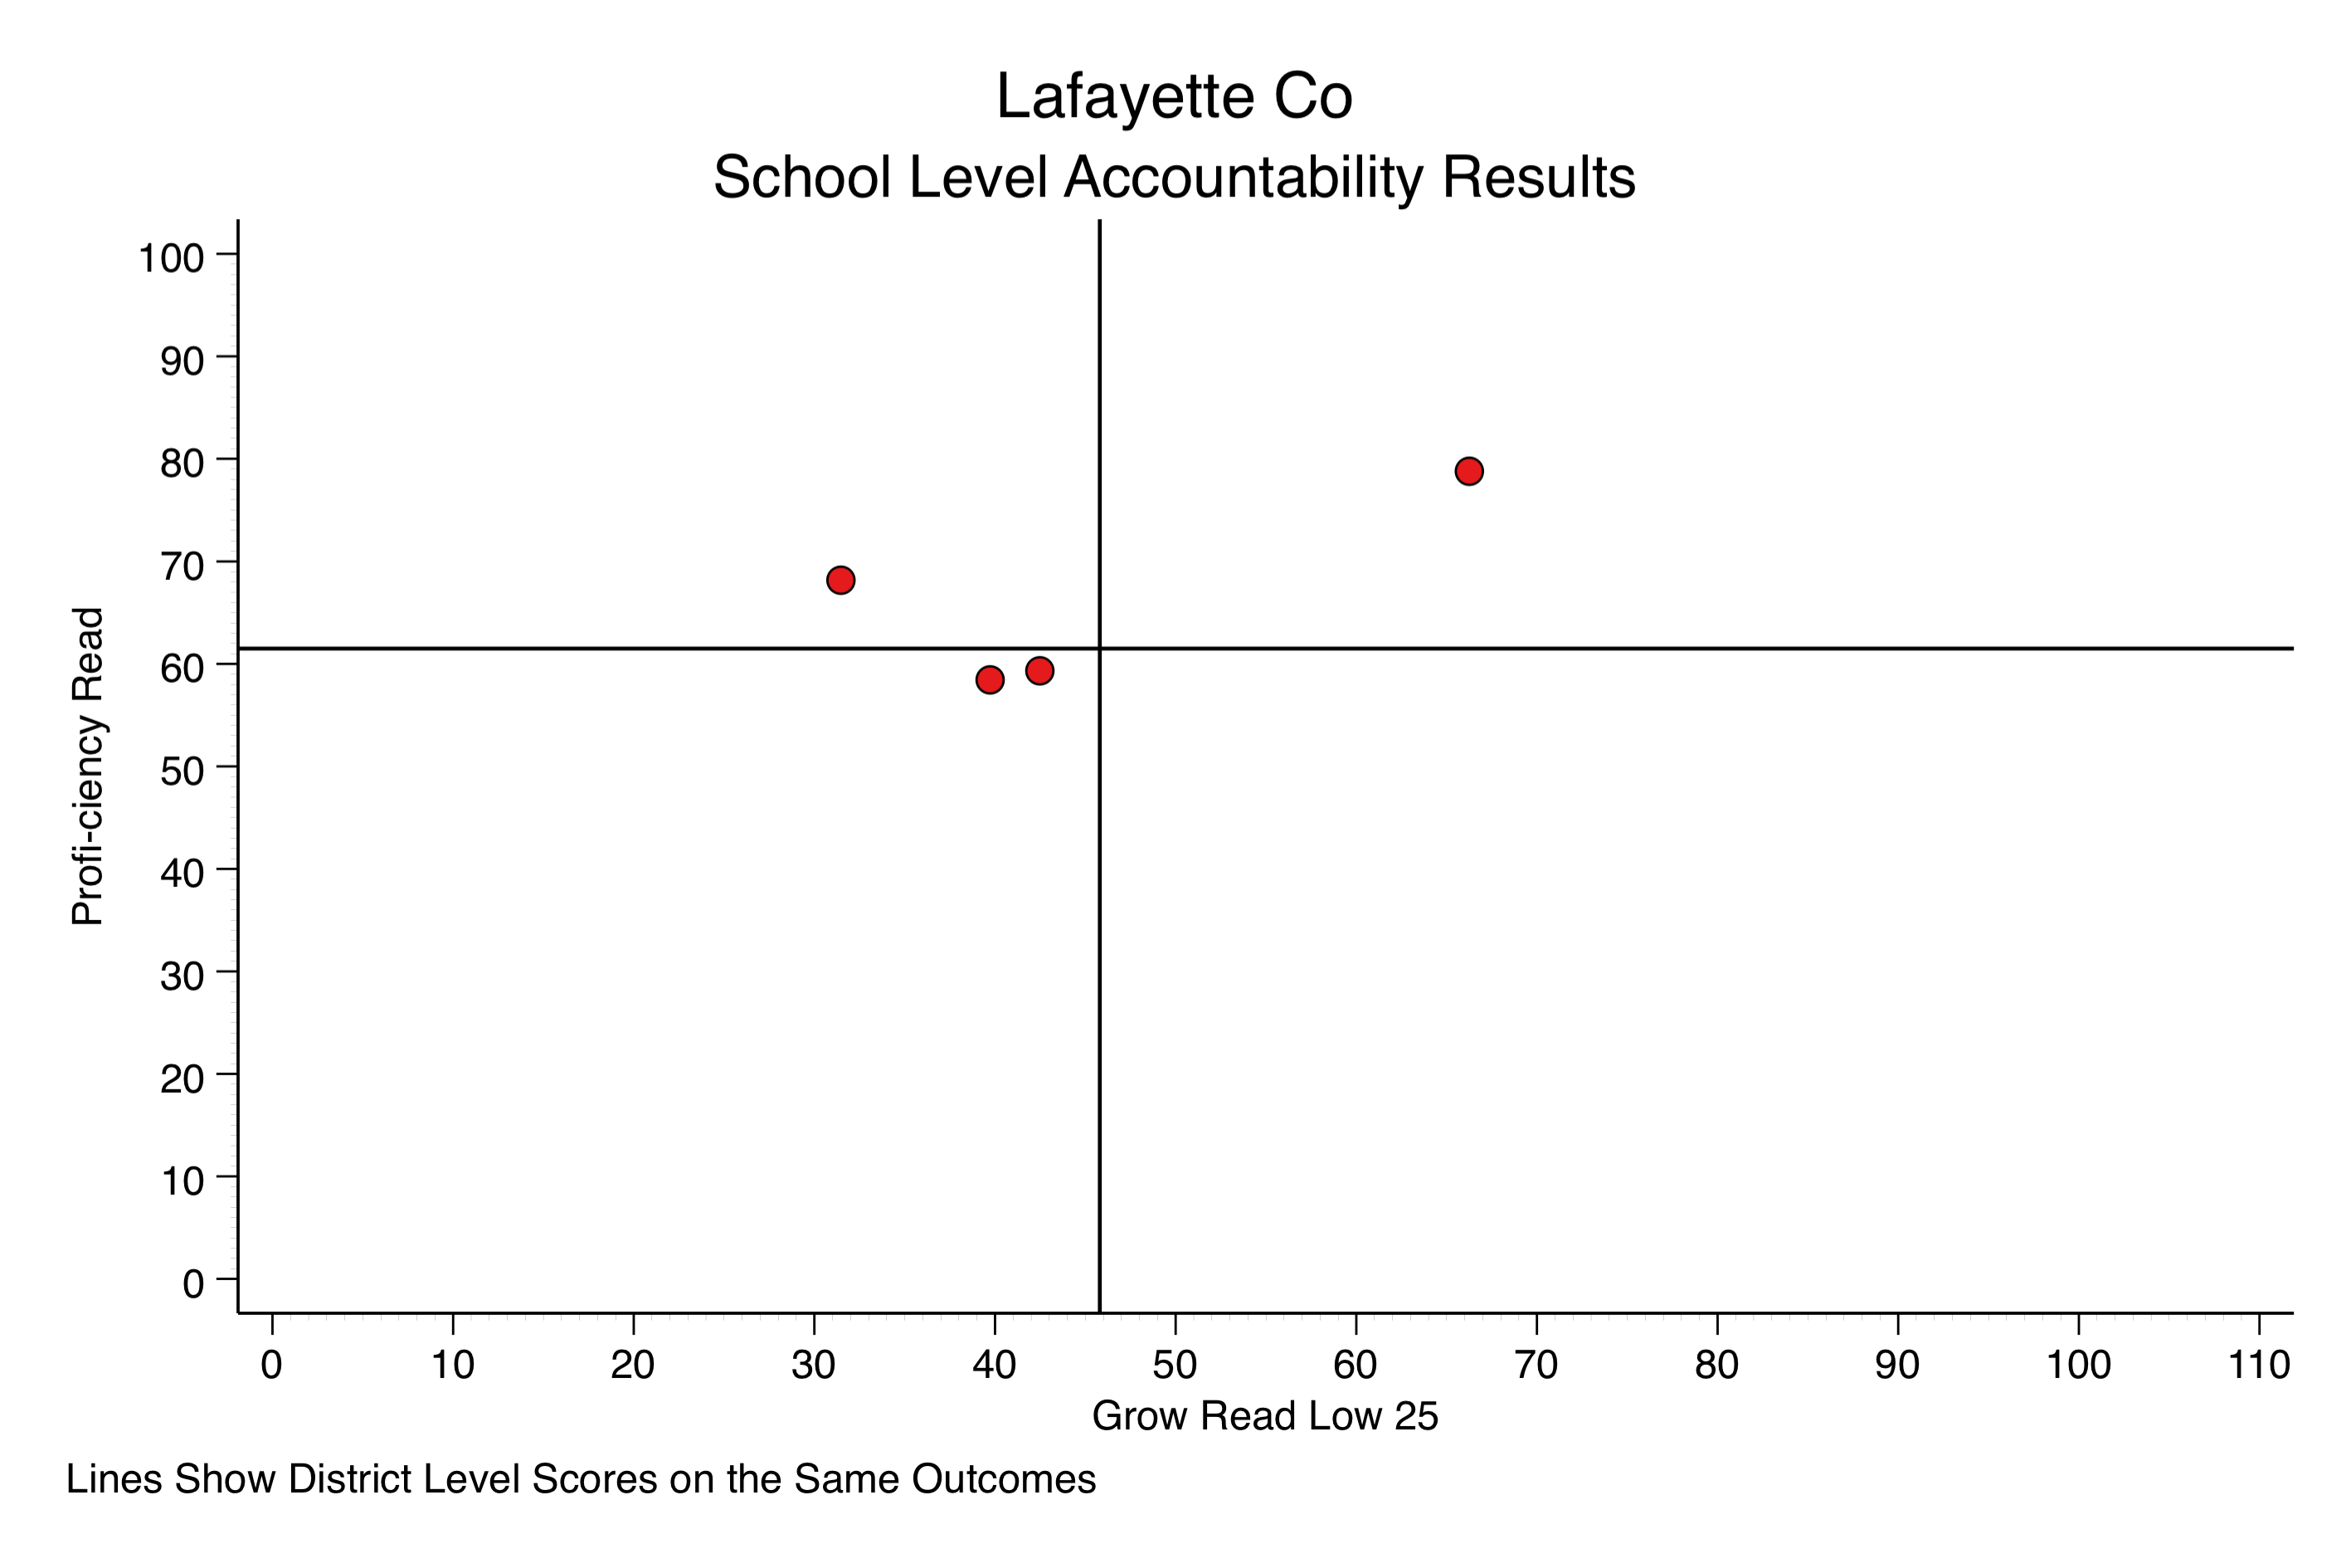 Lafayette Co
School Level Accountability Results
100
90
80
70
60
50
40
30
20
10
0
Profi-ciency Read
0 10 20 30 40 50 60 70 80 90 100 110
Grow Read Low 25
Lines Show District Level Scores on the Same Outcomes